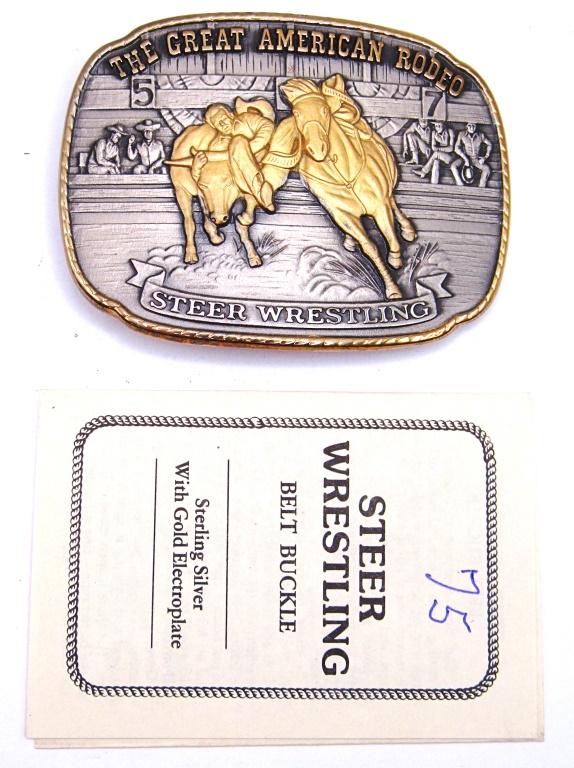 THE GREAT AMERICAN RODEO
5
7
STEER WRESTLING
STEER
WRESTLING
BELT BUCKLE
Sterling Silver
With Gold Electroplate
75